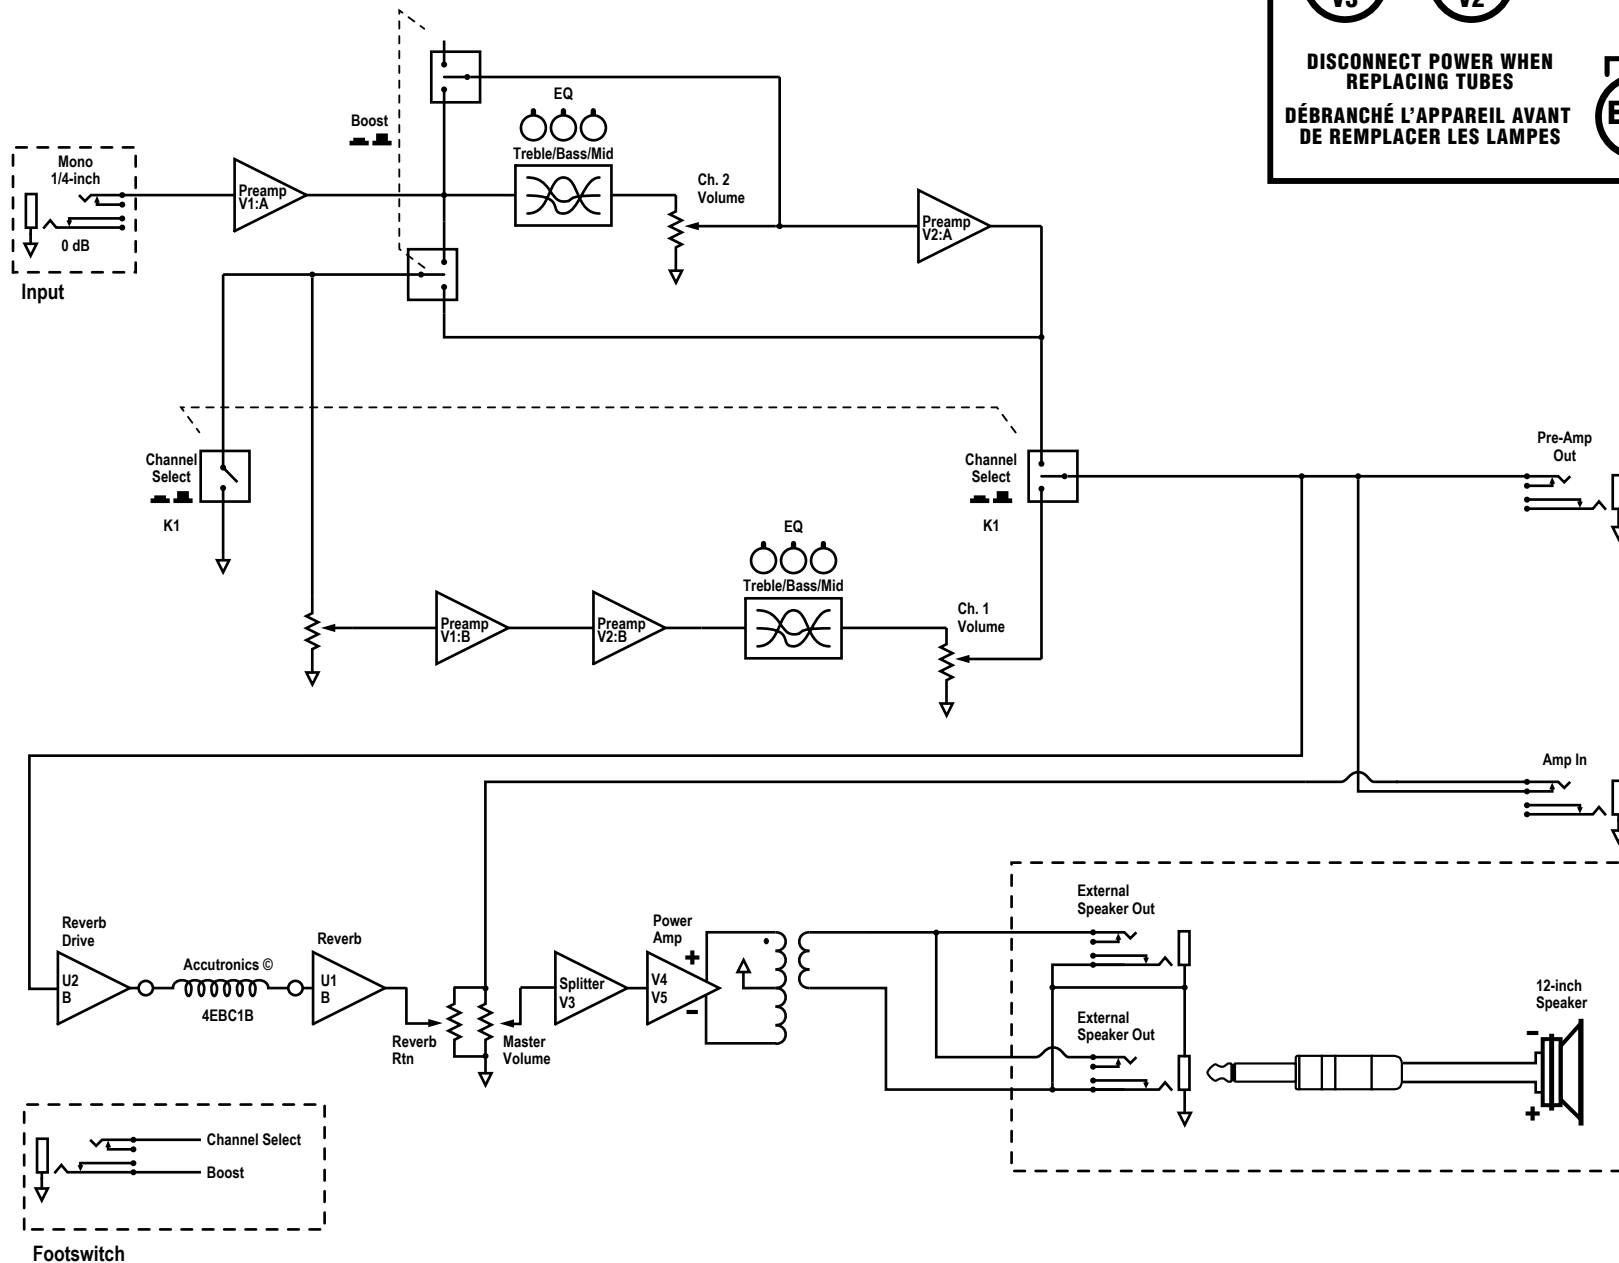 V3
V2
DISCONNECT POWER WHEN
REPLACING TUBES
DÉBRANCHÉ L'APPAREIL AVANT
DE REMPLACER LES LAMPES
EQ
Treble/Bass/Mid
Boost
Mono
1/4-inch
0 dB
Input
Preamp
V1:A
Ch. 2
Volume
Preamp
V2:A
Channel
Select
K1
Channel
Select
K1
Pre-Amp
Out
EQ
Treble/Bass/Mid
Preamp
V1:B
Preamp
V2:B
Ch. 1
Volume
Amp In
Reverb
Drive
U2
B
Accutronics ©
4EBC1B
Reverb
U1
B
Reverb
Rtn
Master
Volume
Splitter
V3
Power
Amp
+
V4
V5
–
External
Speaker Out
External
Speaker Out
12-inch
Speaker
–
+
Channel Select
Boost
Footswitch